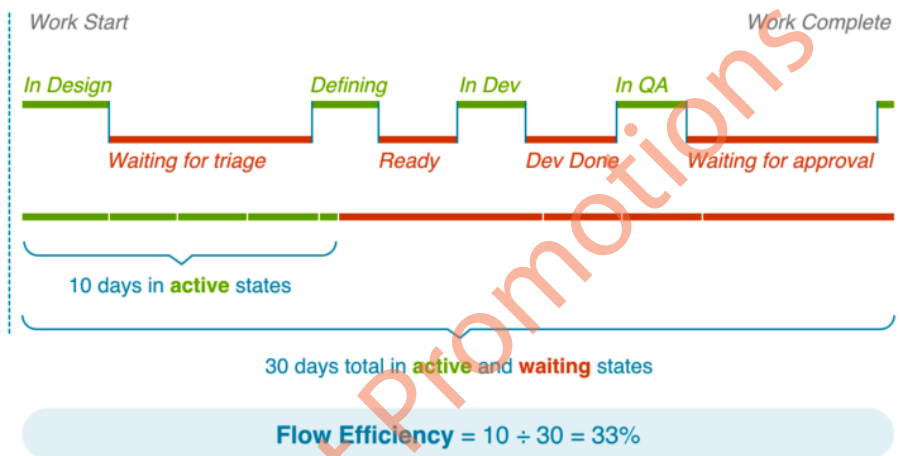 Work Start
Work Complete
In Design
Defining
In Dev
In QA
Waiting for triage
Ready
Dev Done
Waiting for approval
10 days in active states
30 days total in active and waiting states
Flow Efficiency = 10 ÷ 30 = 33%
Promotions